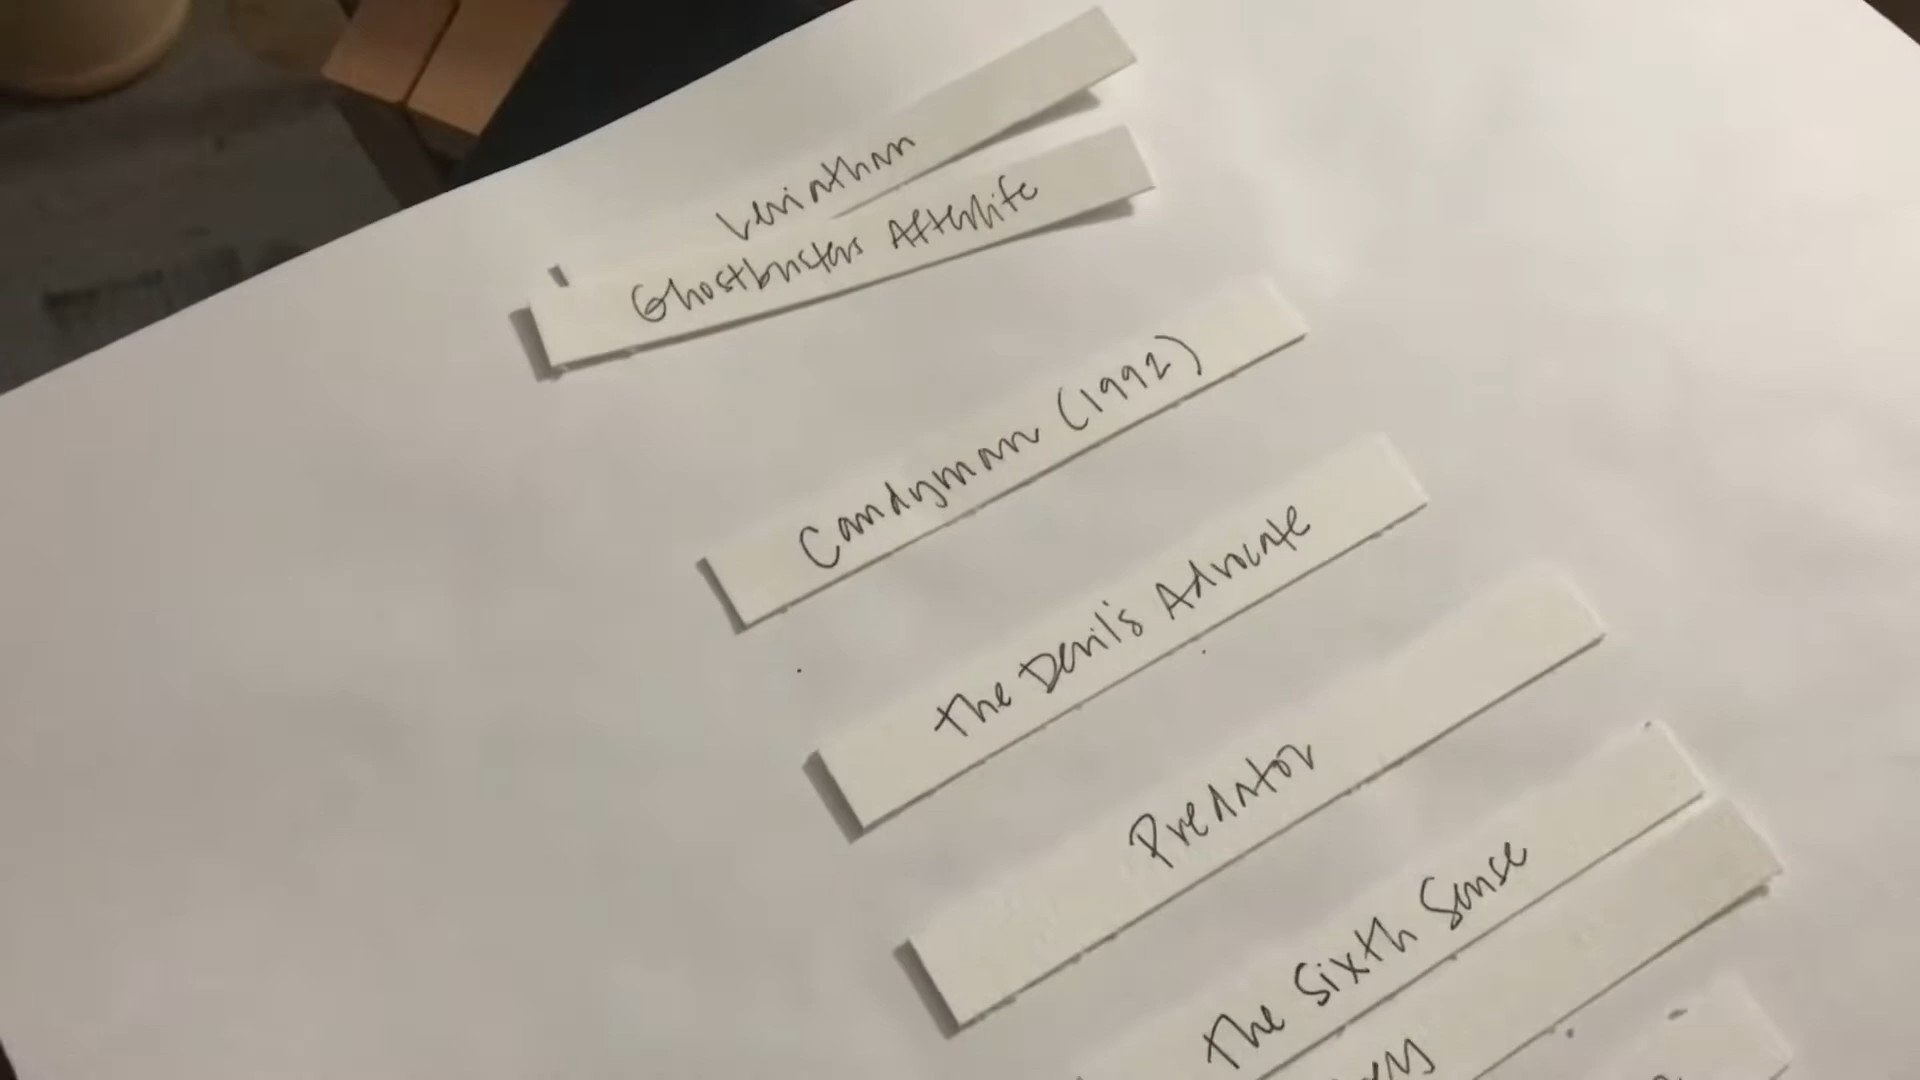 Leviathan
Ghostbusters Afterlife
Candyman (1992)
The Devil's Advocate
Predator
The Sixth Sense